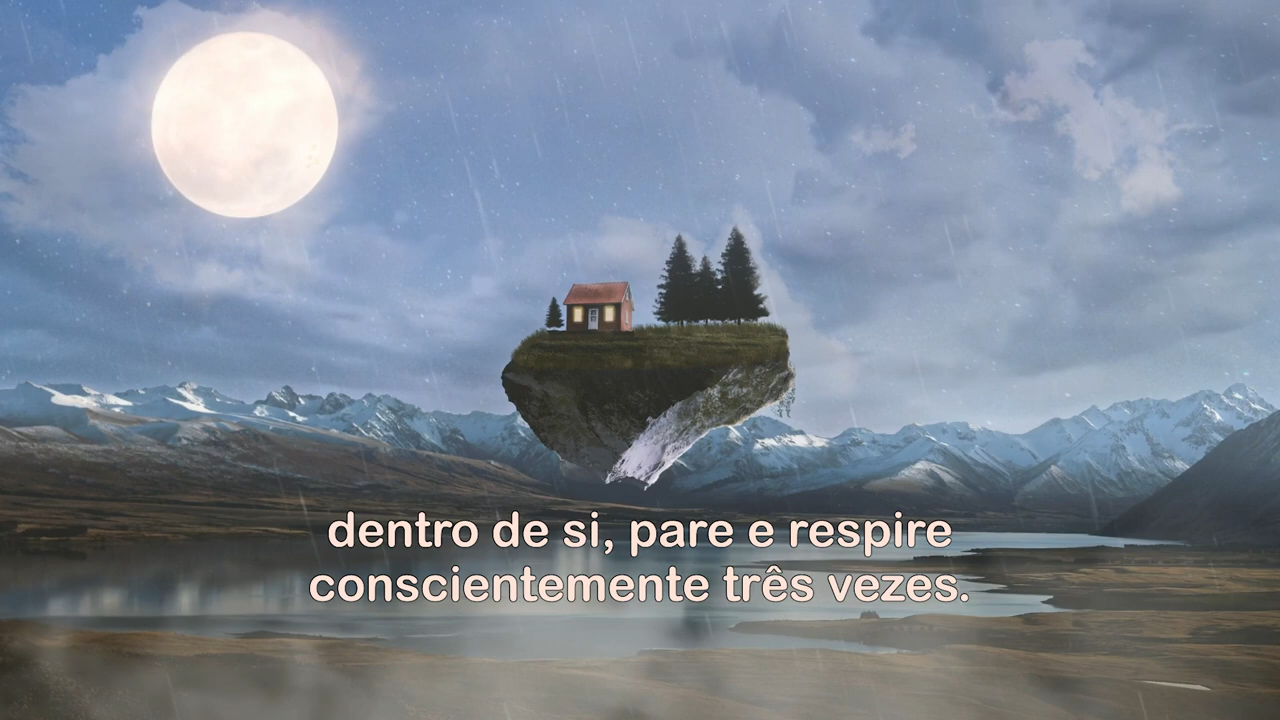 dentro de si, pare e respire
conscientemente três vezes.